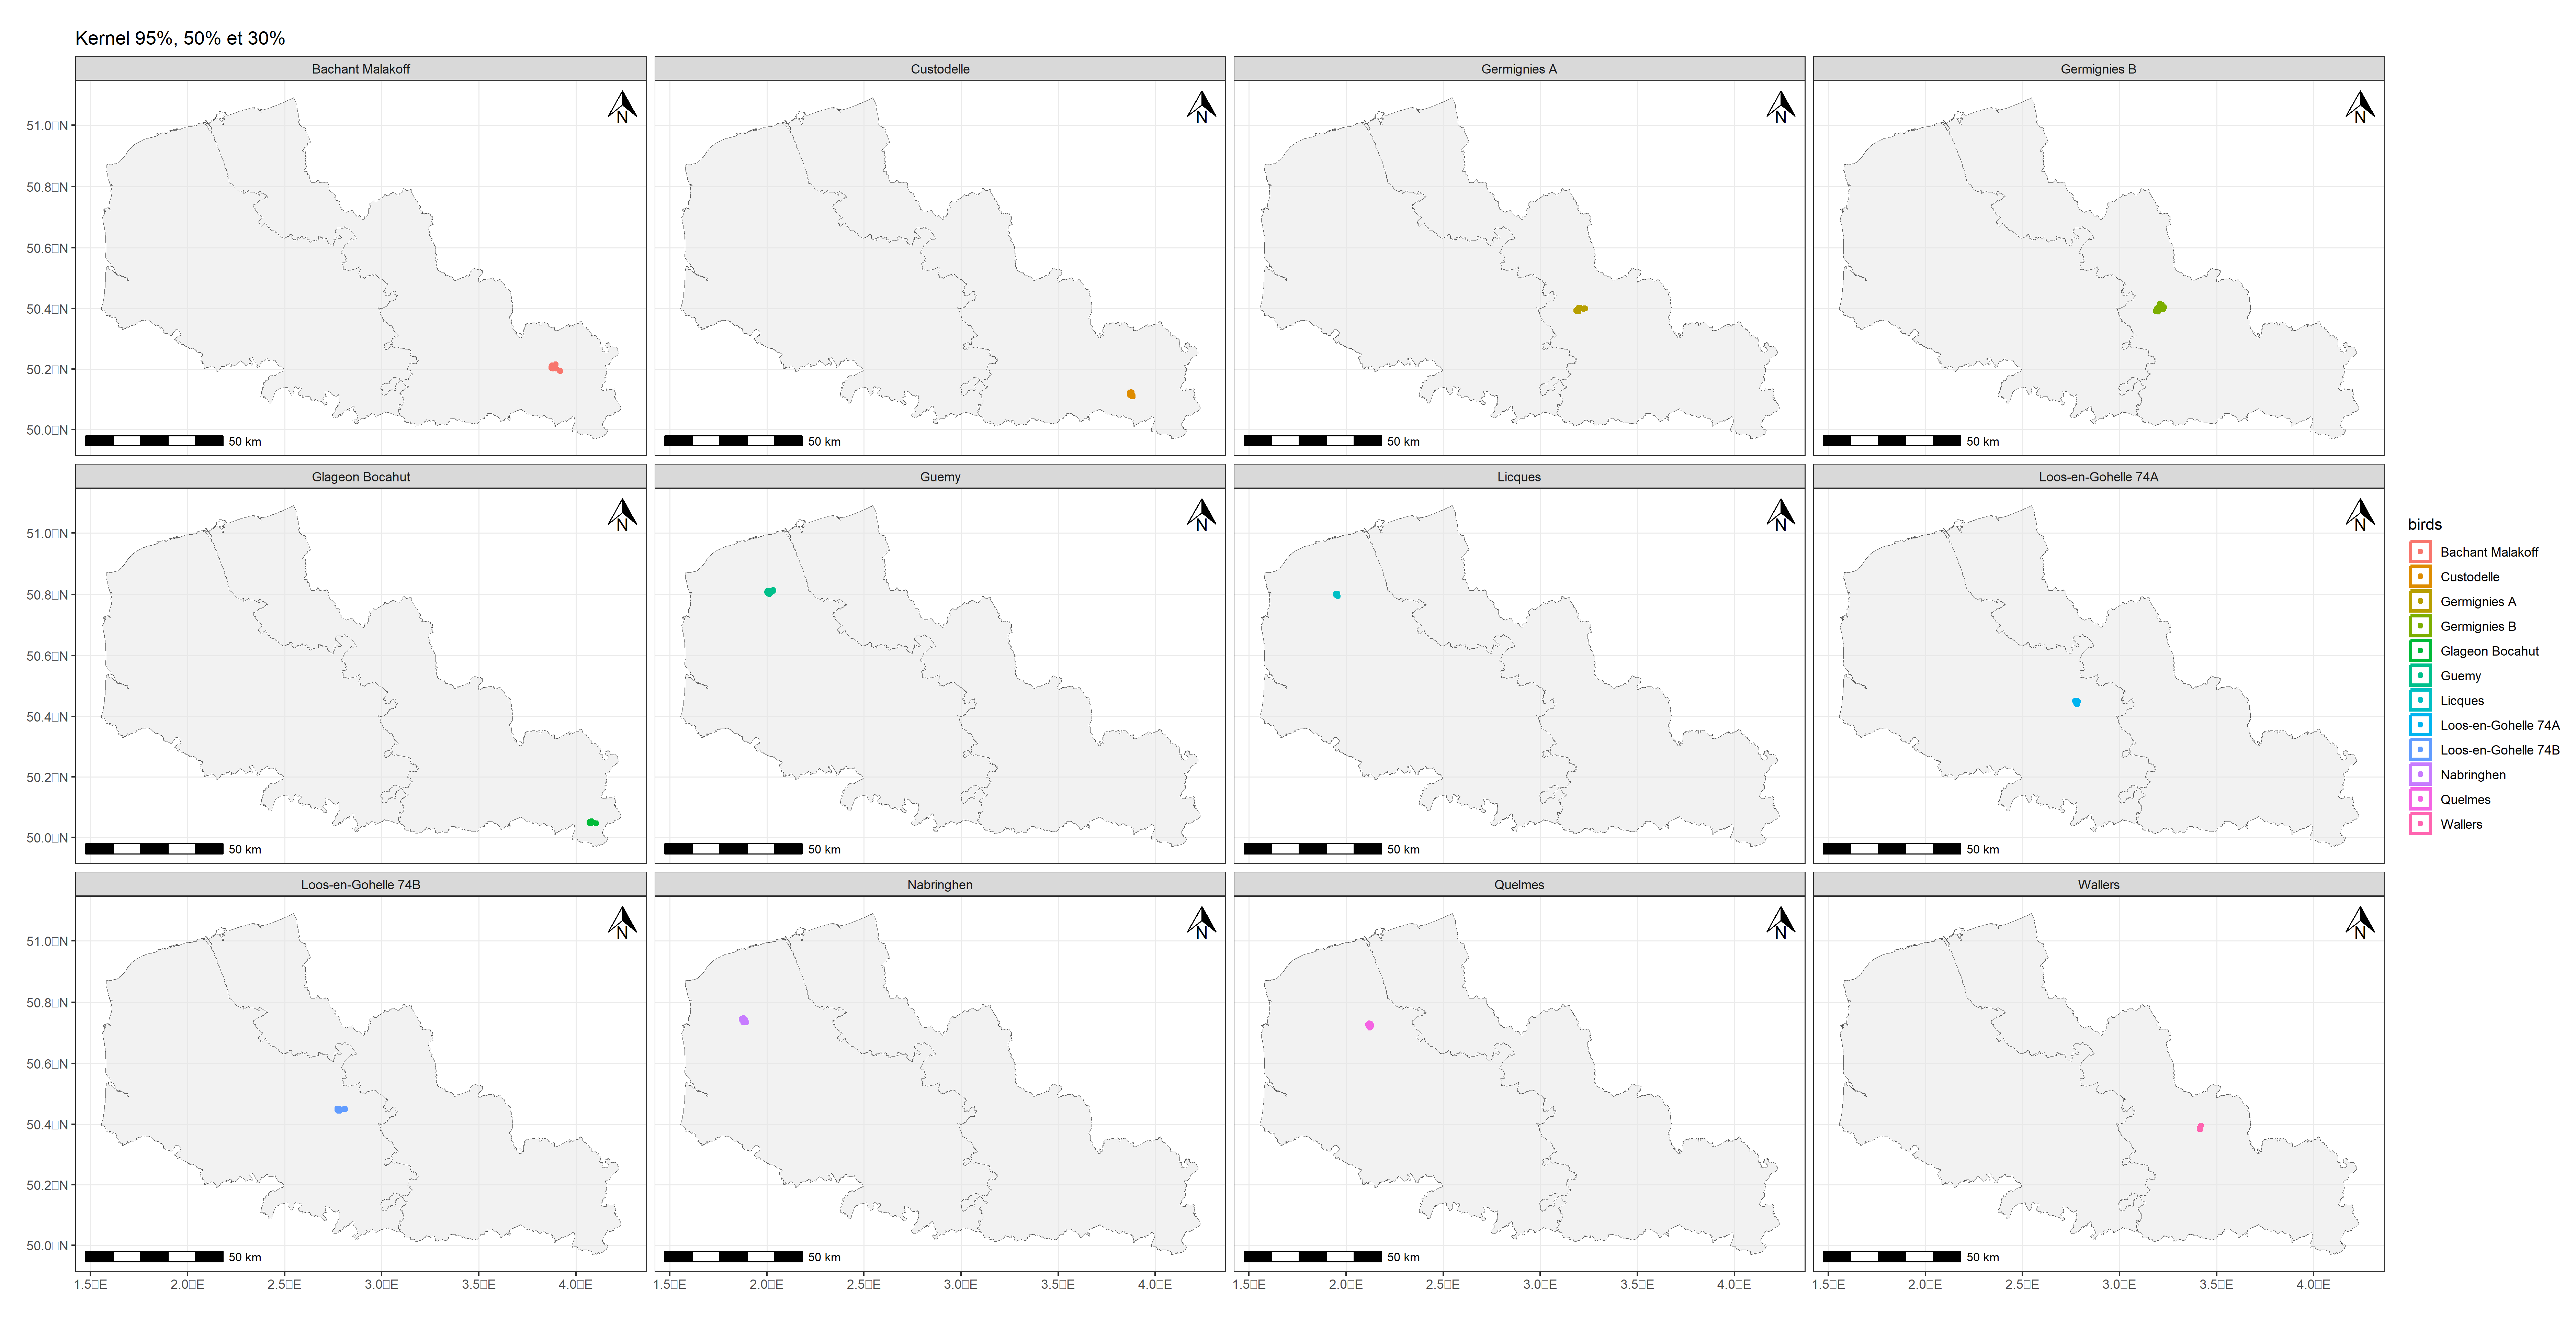 Kernel 95%, 50% et 30%
Bachant Malakoff
Custodelle
Germignies A
Germignies B
N
N
N
N
51.0□N
50.8□N
50.6□N
50.4□N
50.2□N
50.0□N
50 km
50 km
50 km
50 km
Glageon Bocahut
Guemy
Licques
Loos-en-Gohelle 74A
N
N
N
N
51.0□N
50.8□N
50.6□N
50.4□N
50.2□N
50.0□N
50 km
50 km
50 km
50 km
Loos-en-Gohelle 74B
Nabringhen
Quelmes
Wallers
N
N
N
N
51.0□N
50.8□N
50.6□N
50.4□N
50.2□N
50.0□N
50 km
50 km
50 km
50 km
1.5□E 2.0□E 2.5□E 3.0□E 3.5□E 4.0□E
1.5□E 2.0□E 2.5□E 3.0□E 3.5□E 4.0□E
1.5□E 2.0□E 2.5□E 3.0□E 3.5□E 4.0□E
1.5□E 2.0□E 2.5□E 3.0□E 3.5□E 4.0□E
birds
Bachant Malakoff
Custodelle
Germignies A
Germignies B
Glageon Bocahut
Guemy
Licques
Loos-en-Gohelle 74A
Loos-en-Gohelle 74B
Nabringhen
Quelmes
Wallers